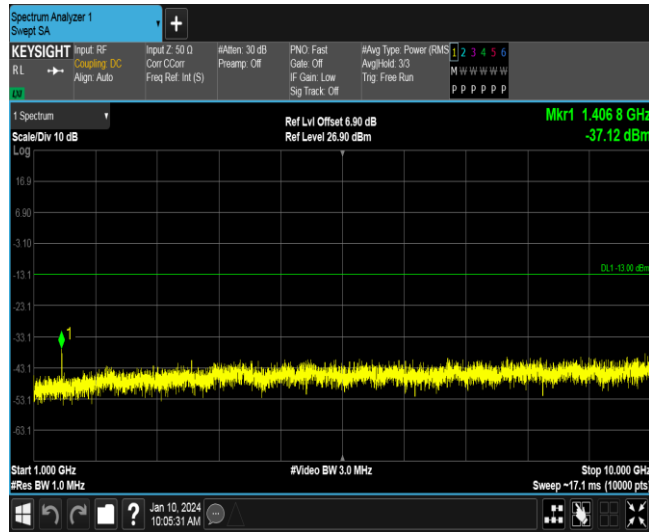 Spectrum Analyzer 1
Swept SA
+
KEYSIGHT Input: RF Input Z: 50 Ω #Atten: 30 dB PNO: Fast #Avg Type: Power (RMS 1 2 3 4 5 6
RL Coupling: DC Corr CCorr Preamp: Off Gate: Off Avg|Hold: 3/3 M W W W W W
Align: Auto Freq Ref: Int (S) IF Gain: Low Trig: Free Run
Sig Track: Off P P P P P P
LXI
1 Spectrum Ref Lvl Offset 6.90 dB Mkr1 1.406 8 GHz
Scale/Div 10 dB Ref Level 26.90 dBm -37.12 dBm
Log
16.9
6.90
-3.10
-13.1
DL1 -13.00 dBm
-23.1
-33.1
1
-43.1
-53.1
-63.1
Start 1.000 GHz #Video BW 3.0 MHz Stop 10.000 GHz
#Res BW 1.0 MHz Sweep ~17.1 ms (10000 pts)
? Jan 10, 2024
10:05:31 AM